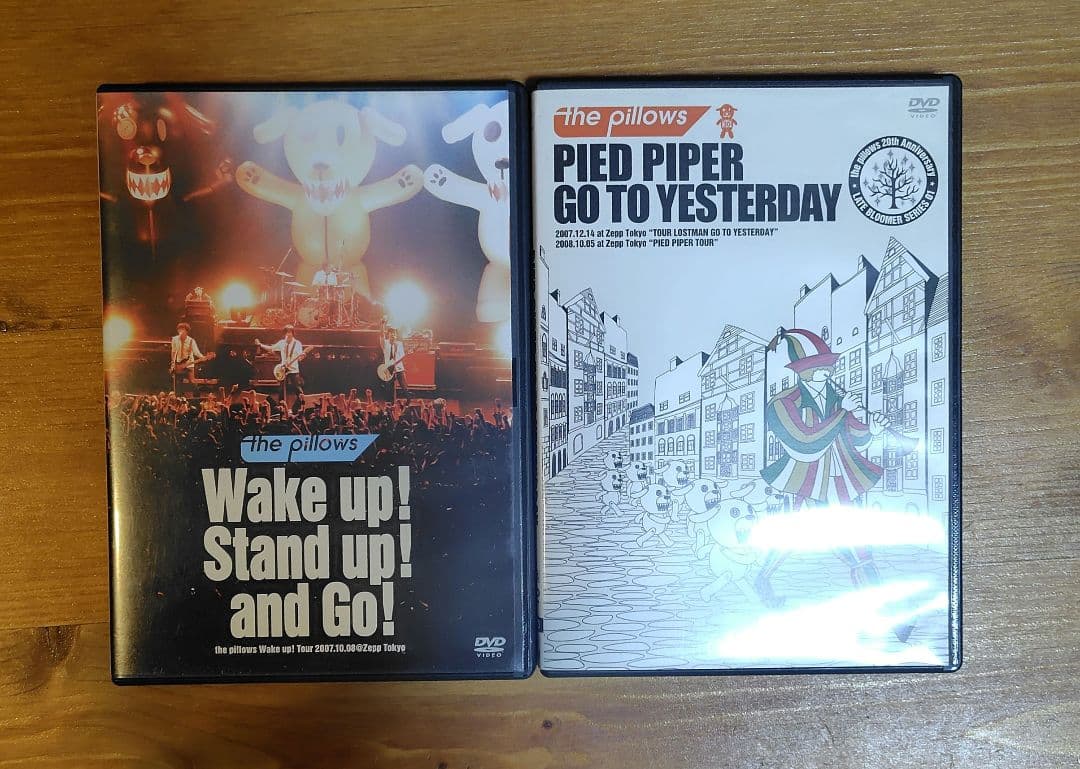 the pillows
Wake up!
Stand up!
and Go!
the pillows Wake up! Tour 2007.10.08@Zepp Tokyo
DVD
VIDEO
the pillows
DVD
VIDEO
PIED PIPER
GO TO YESTERDAY
2007.12.14 at Zepp Tokyo "TOUR LOSTMAN GO TO YESTERDAY"
2008.10.05 at Zepp Tokyo "PIED PIPER TOUR"
the pillows 20th Anniversary
LATE BLOOMER SERIES 01